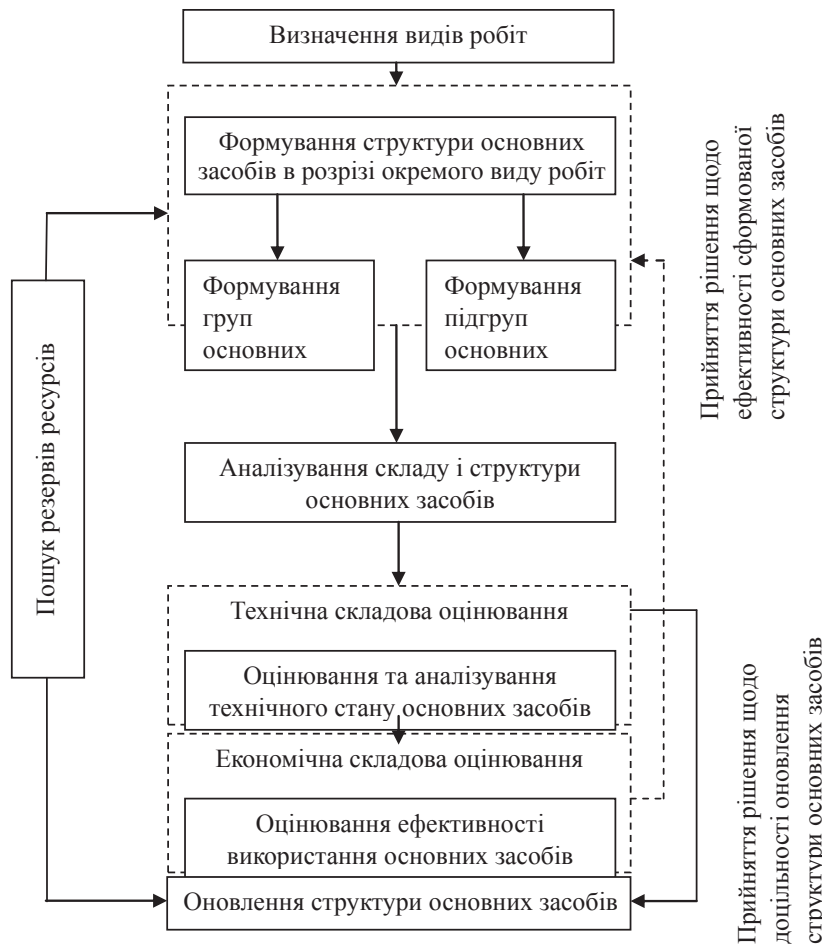 Визначення видів робіт
Формування структури основних
засобів в розрізі окремого виду робіт
Формування
груп
основних
Формування
підгруп
основних
Аналізування складу і структури
основних засобів
Технічна складова оцінювання
Оцінювання та аналізування
технічного стану основних засобів
Економічна складова оцінювання
Оцінювання ефективності
використання основних засобів
Оновлення структури основних засобів
Пошук резервів ресурсів
Прийняття рішення щодо
ефективності сформованої
структури основних засобів
Прийняття рішення щодо
доцільності оновлення
структури основних засобів